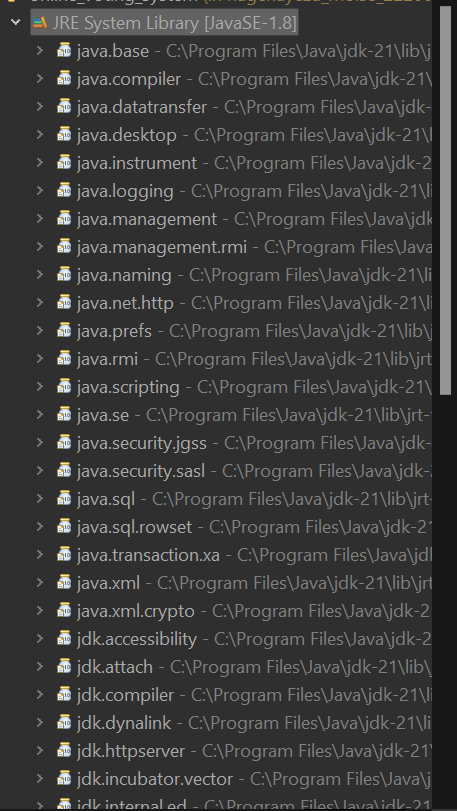 JRE System Library [JavaSE-1.8]
java.base - C:\Program Files\Java\jdk-21\lib\j
java.compiler - C:\Program Files\Java\jdk-21\
java.datatransfer - C:\Program Files\Java\jdk-
java.desktop - C:\Program Files\Java\jdk-21\l
java.instrument - C:\Program Files\Java\jdk-2
java.logging - C:\Program Files\Java\jdk-21\li
java.management - C:\Program Files\Java\jdk
java.management.rmi - C:\Program Files\Java\
java.naming - C:\Program Files\Java\jdk-21\li
java.net.http - C:\Program Files\Java\jdk-21\li
java.prefs - C:\Program Files\Java\jdk-21\lib\j
java.rmi - C:\Program Files\Java\jdk-21\lib\jrt
java.scripting - C:\Program Files\Java\jdk-21\l
java.se - C:\Program Files\Java\jdk-21\lib\jrt-
java.security.jgss - C:\Program Files\Java\jdk-
java.security.sasl - C:\Program Files\Java\jdk-
java.sql - C:\Program Files\Java\jdk-21\lib\jrt-
java.sql.rowset - C:\Program Files\Java\jdk-21
java.transaction.xa - C:\Program Files\Java\jd
java.xml - C:\Program Files\Java\jdk-21\lib\jrt
java.xml.crypto - C:\Program Files\Java\jdk-2
jdk.accessibility - C:\Program Files\Java\jdk-21
jdk.attach - C:\Program Files\Java\jdk-21\lib\
jdk.compiler - C:\Program Files\Java\jdk-21\li
jdk.dynalink - C:\Program Files\Java\jdk-21\li
jdk.httpserver - C:\Program Files\Java\jdk-21\
jdk.incubator.vector - C:\Program Files\Java\j
jdk.internal.ed - C:\Program Files\Java\jdk-21\